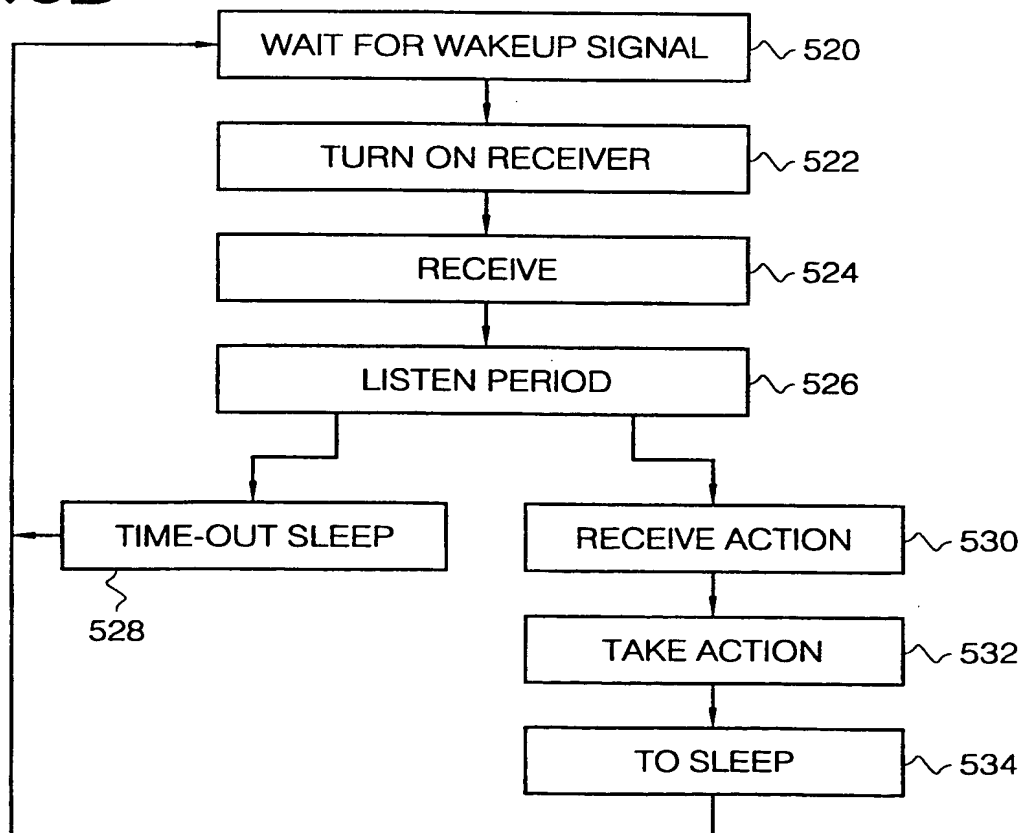 WAIT FOR WAKEUP SIGNAL 520
TURN ON RECEIVER 522
RECEIVE 524
LISTEN PERIOD 526
TIME-OUT SLEEP
528
RECEIVE ACTION 530
TAKE ACTION 532
TO SLEEP 534